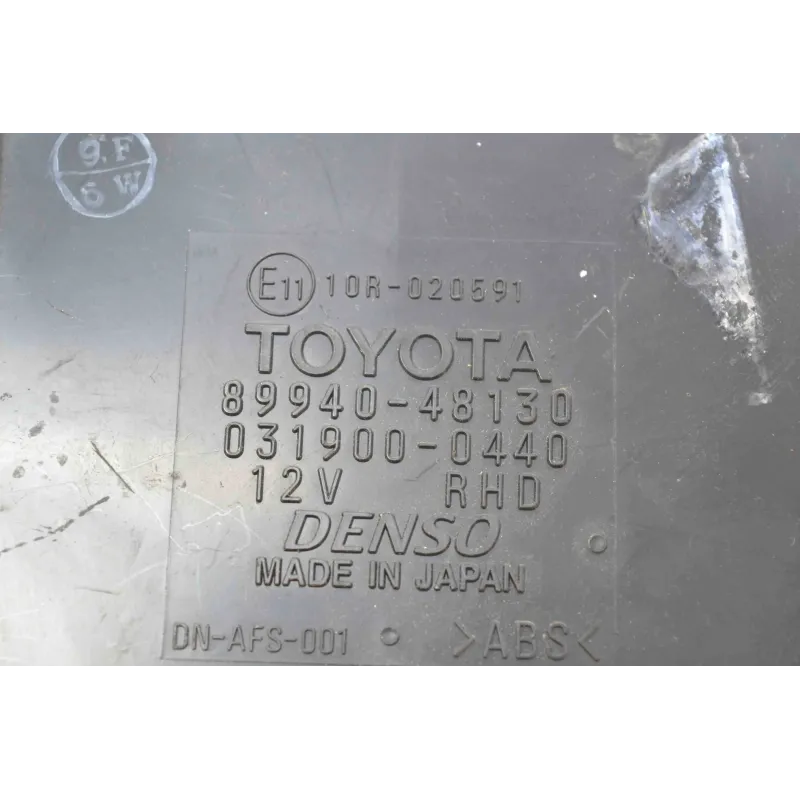 9.F
6 W
E11 10R-020591
TOYOTA
89940-48130
031900-0440
12V RHD
DENSO
MADE IN JAPAN
DN-AFS-001 >ABS<